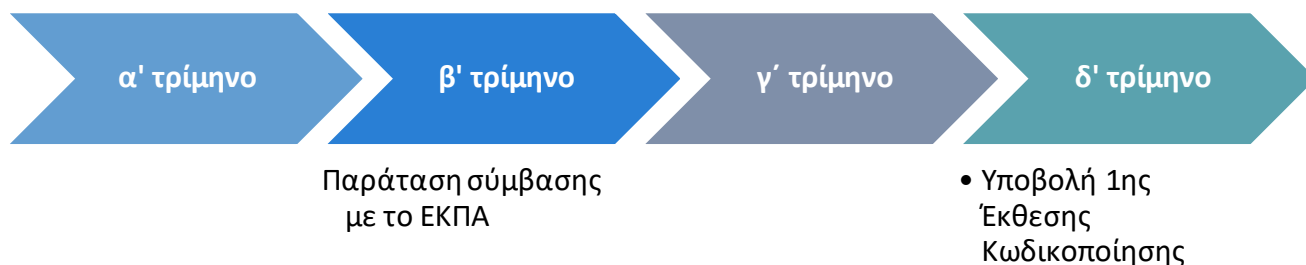 α' τρίμηνο
β' τρίμηνο
γ΄ τρίμηνο
δ' τρίμηνο
Παράταση σύμβασης
με το ΕΚΠΑ
• Υποβολή 1ης
Έκθεσης
Κωδικοποίησης